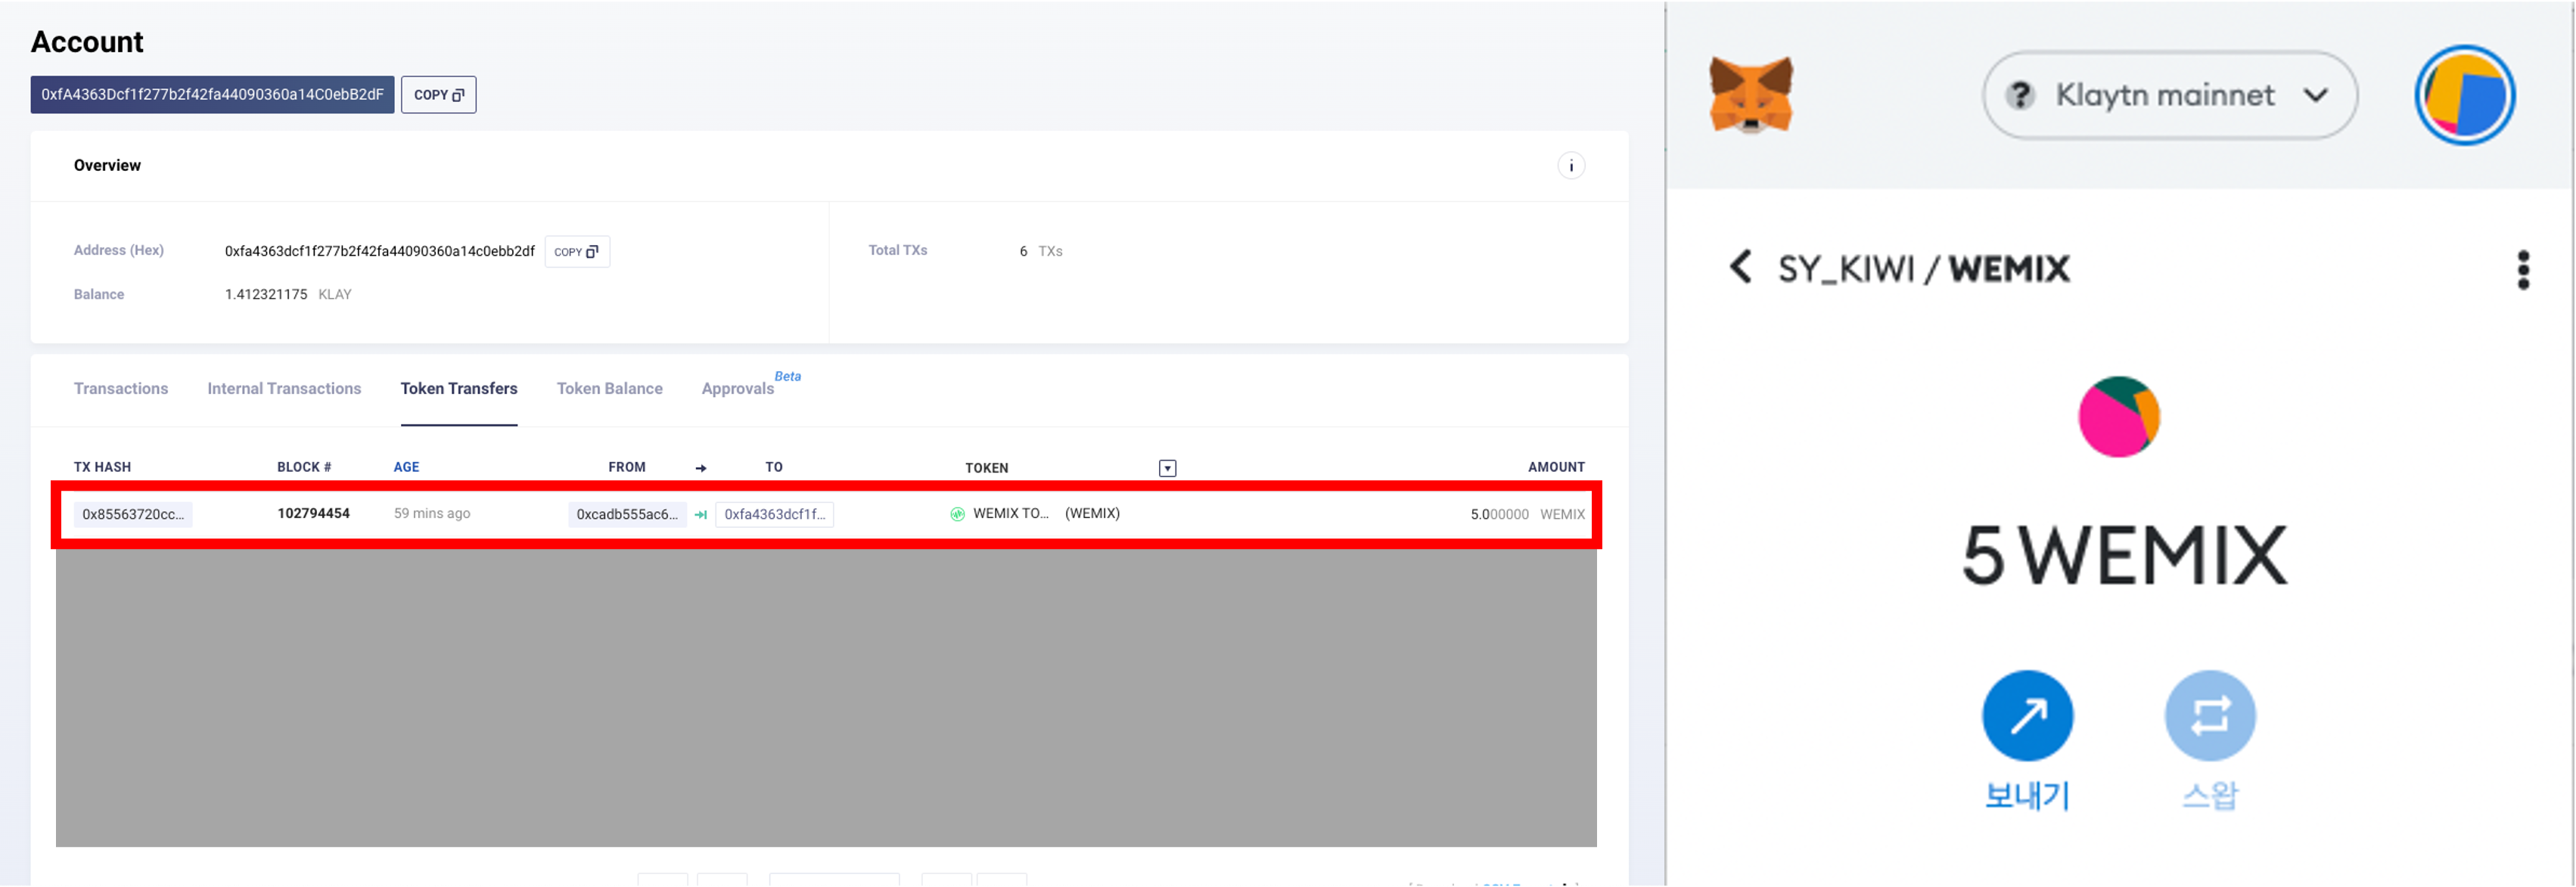 Account
0xfA4363Dcf1f277b2f42fa44090360a14C0ebB2dF COPY
Overview
i
Address (Hex) 0xfa4363dcf1f277b2f42fa44090360a14c0ebb2df COPY
Total TXs 6 TXs
Balance 1.412321175 KLAY
Transactions Internal Transactions Token Transfers Token Balance Approvals Beta
TX HASH BLOCK # AGE FROM → TO TOKEN AMOUNT
0x85563720cc... 102794454 59 mins ago 0xcadb555ac6... 0xfa4363dcf1f... WEMIX TO... (WEMIX) 5.000000 WEMIX
? Klaytn mainnet
SY_KIWI / WEMIX
5 WEMIX
보내기 스왑